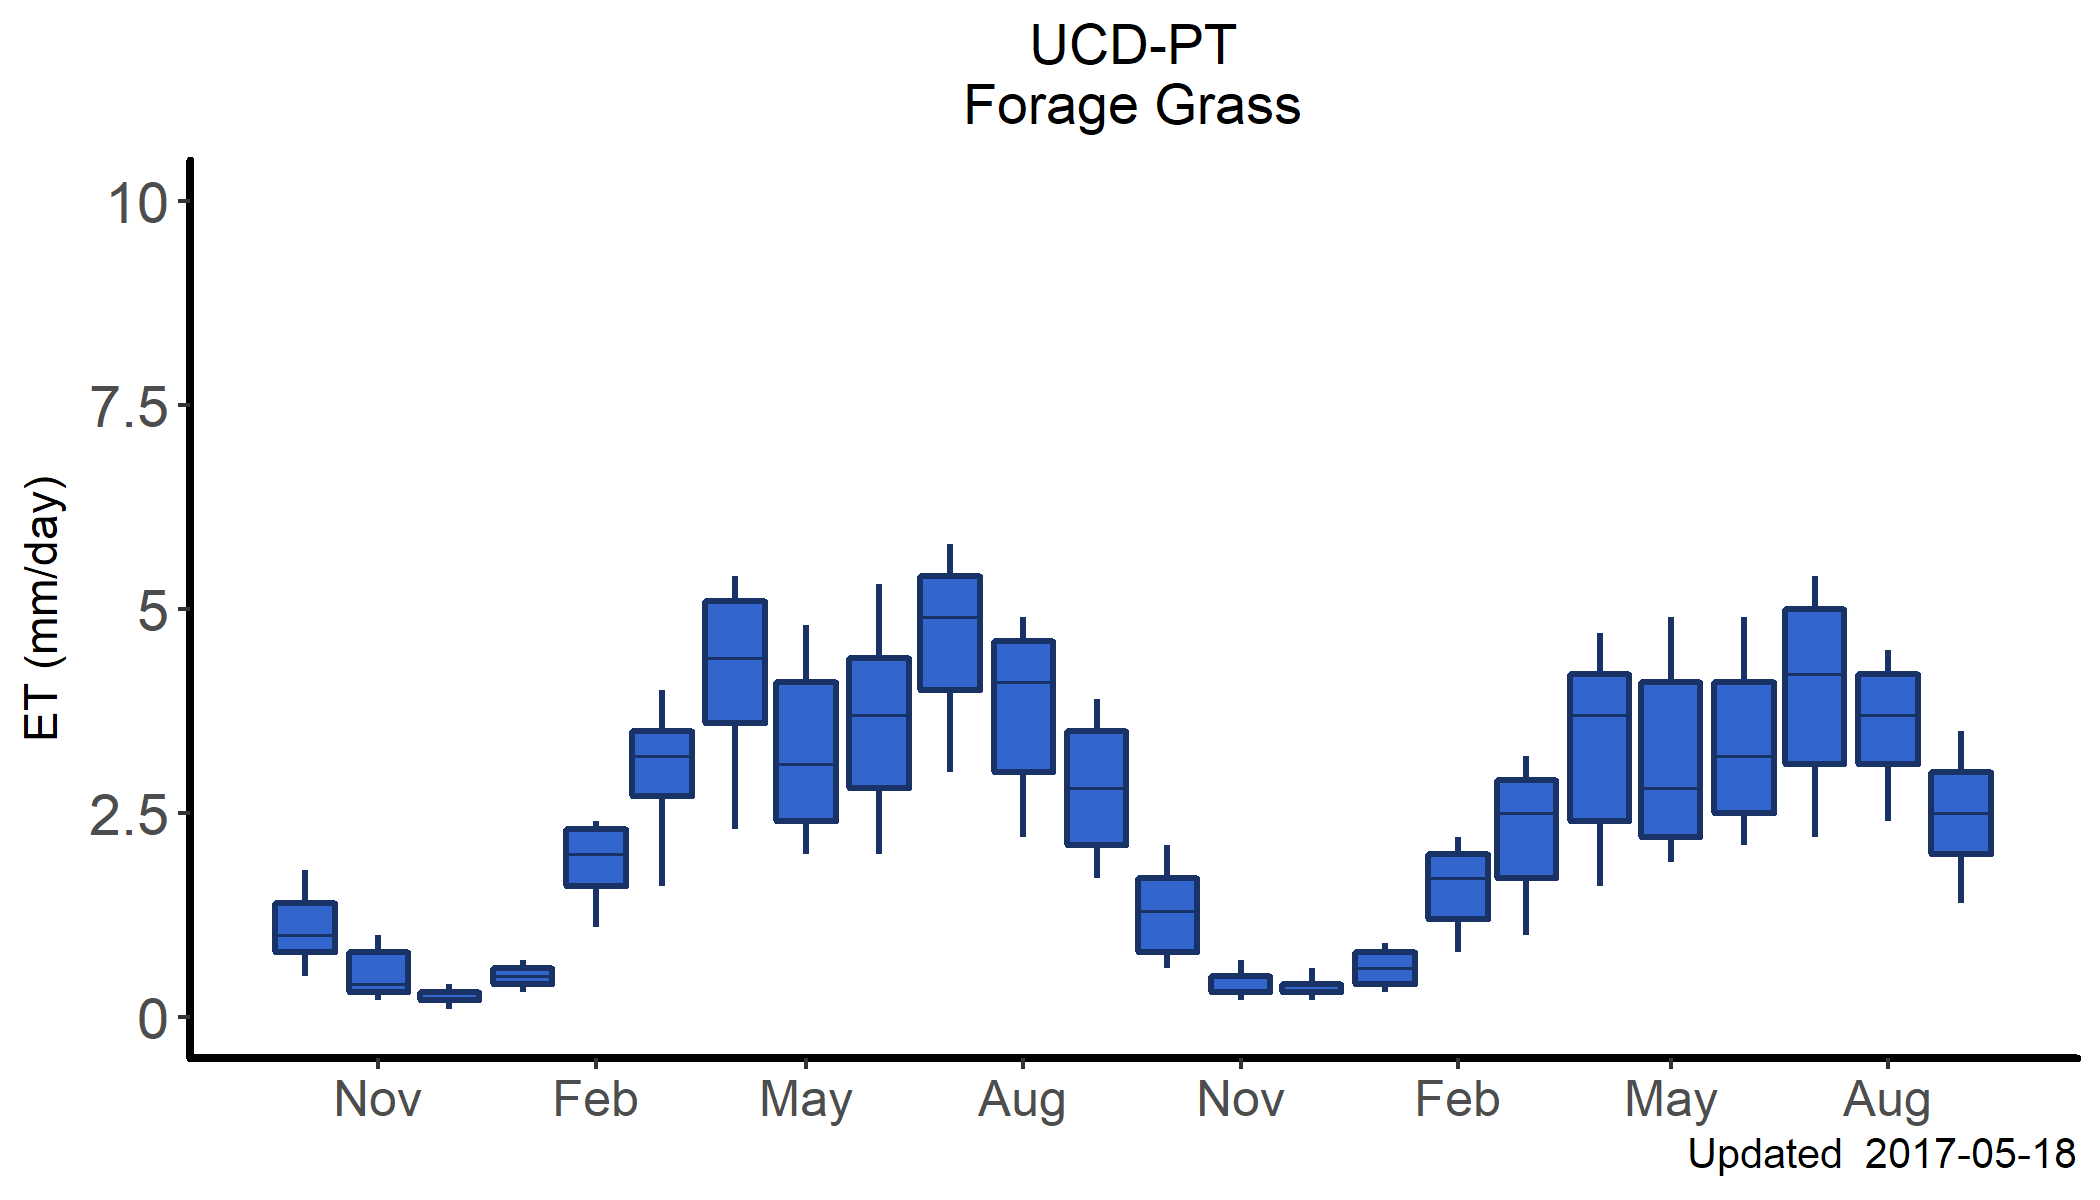 UCD-PT
Forage Grass
ET (mm/day)
10
7.5
5
2.5
0
Nov Feb May Aug Nov Feb May Aug
Updated 2017-05-18